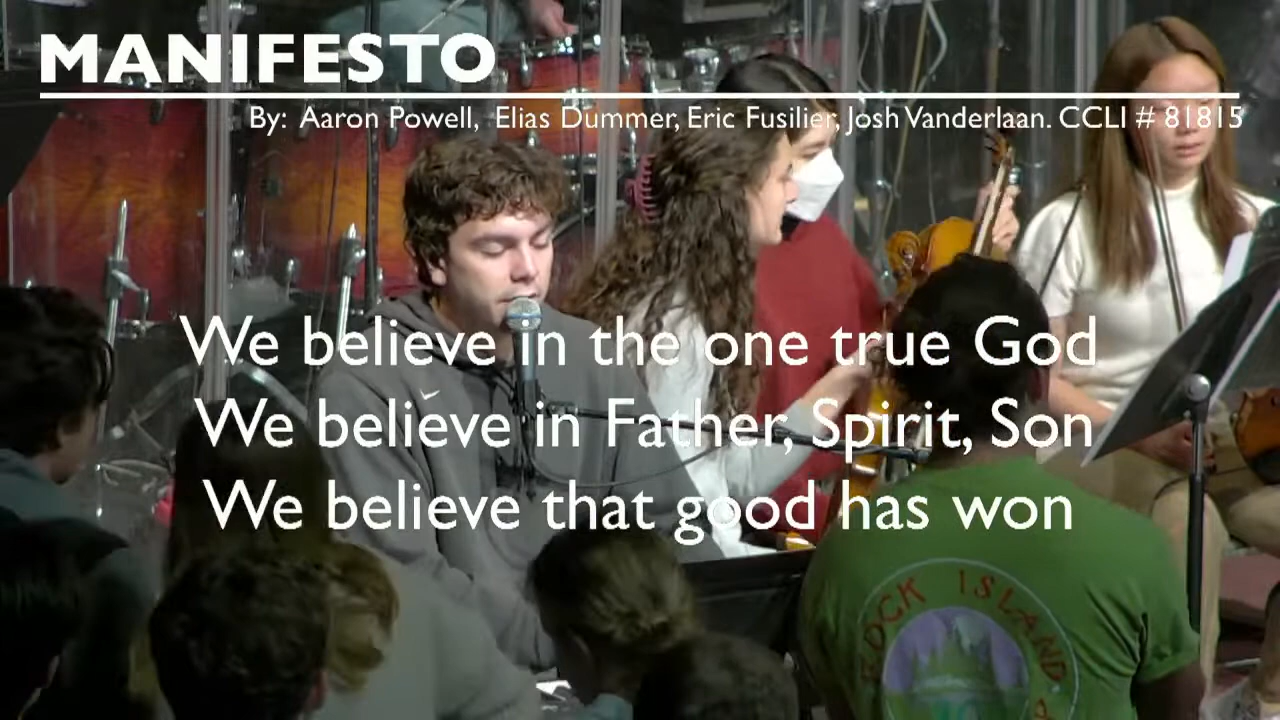 MANIFESTO
By: Aaron Powell, Elias Dummer, Eric Fusilier, Josh Vanderlaan. CCLI # 81815
We believe in the one true God
We believe in Father, Spirit, Son
We believe that good has won
ISLAND